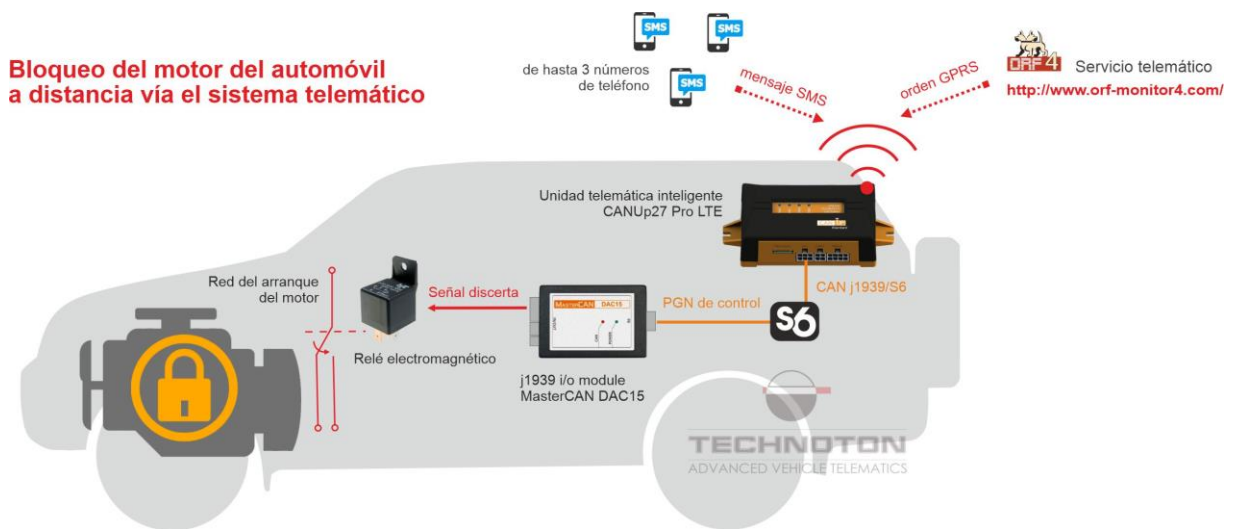 Bloqueo del motor del automóvil
a distancia vía el sistema telemático
SMS
SMS
SMS
de hasta 3 números
de teléfono
mensaje SMS
orden GPRS
ORF 4
Servicio telemático
http://www.orf-monitor4.com/
Unidad telemática inteligente
CANUp27 Pro LTE
CAN j1939/S6
PGN de control
S6
Red del arranque
del motor
Señal discerta
Relé electromagnético
MasterCAN DAC15
j1939 i/o module
MasterCAN DAC15
TECHNOTON
ADVANCED VEHICLE TELEMATICS